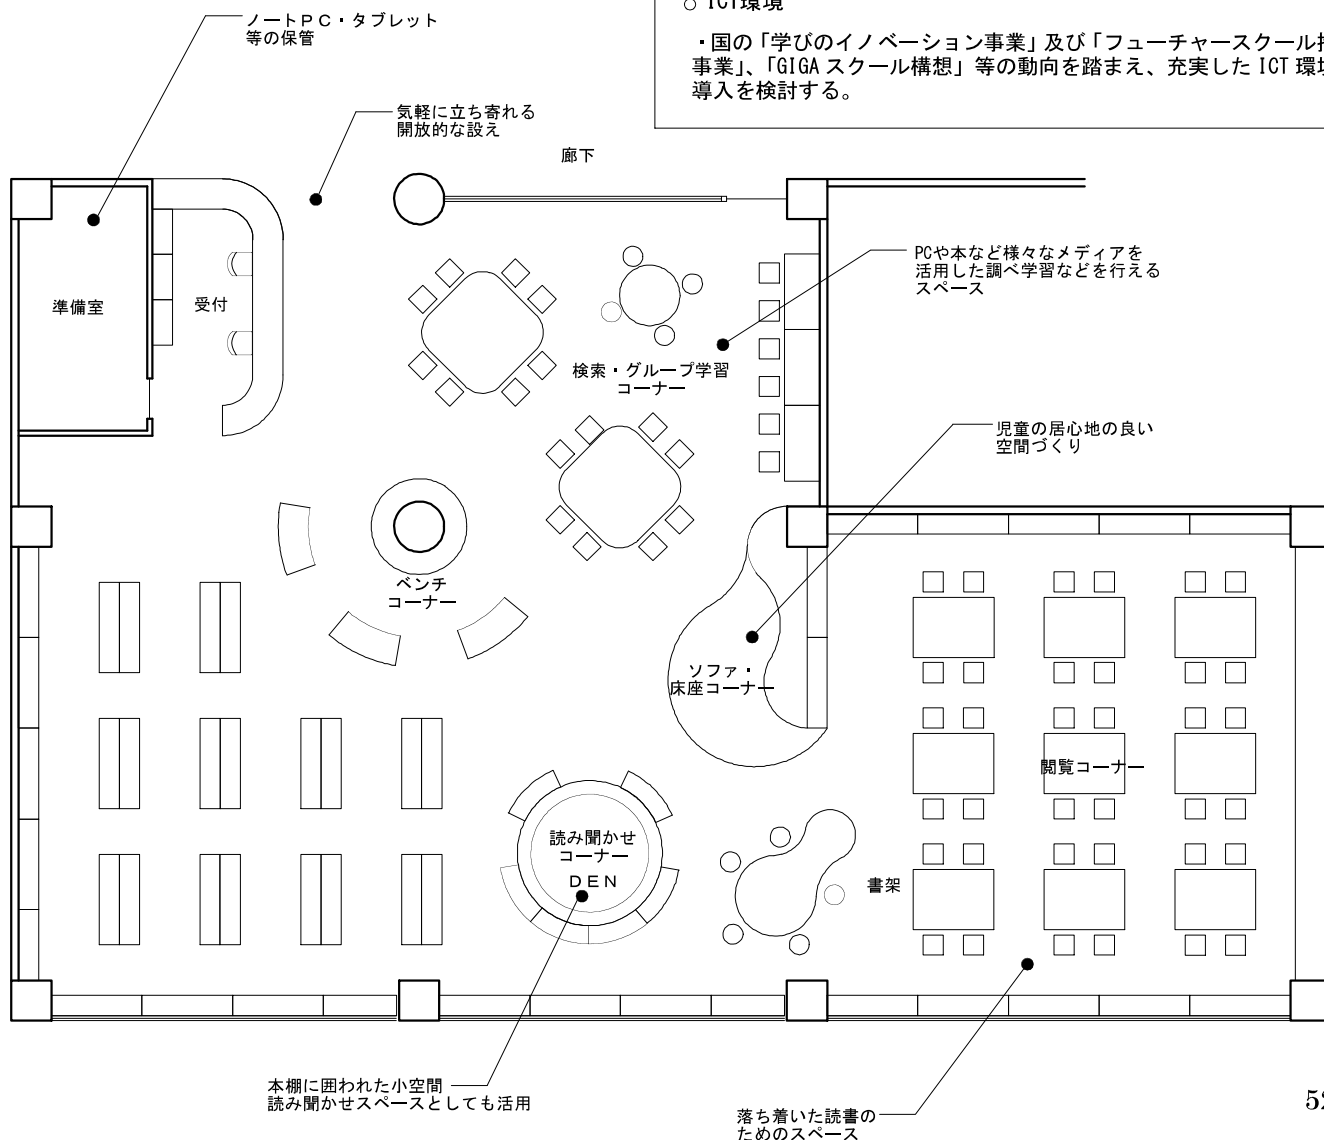 ○ ICT環境
・国の「学びのイノベーション事業」及び「フューチャースクール推
事業」、「GIGA スクール構想」等の動向を踏まえ、充実した ICT 環境
導入を検討する。
ノートＰＣ・タブレット
等の保管
気軽に立ち寄れる
開放的な設え
廊下
PCや本など様々なメディアを
活用した調べ学習などを行える
スペース
準備室
受付
検索・グループ学習
コーナー
児童の居心地の良い
空間づくり
ベンチ
コーナー
ソファ・
床座コーナー
閲覧コーナー
読み聞かせ
コーナー
ＤＥＮ
書架
本棚に囲われた小空間
読み聞かせスペースとしても活用
落ち着いた読書の
ためのスペース